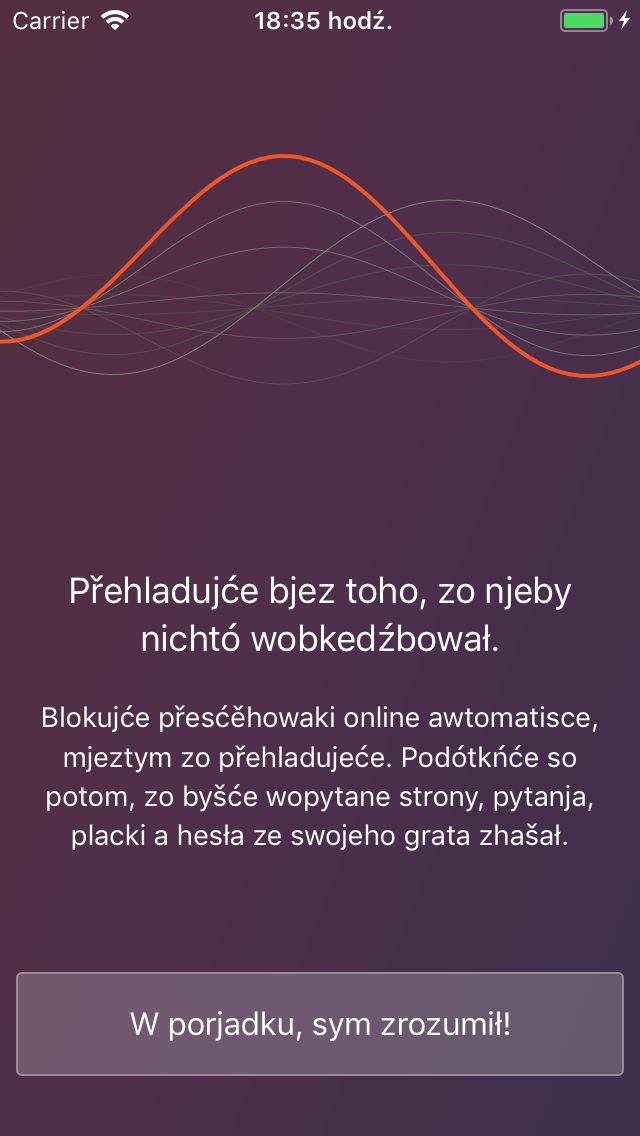 Carrier 18:35 hodź.
Přehladujće bjez toho, zo njeby
nichtó wobkedźbował.
Blokujće přesćěhowaki online awtomatisce,
mjeztym zo přehladujeće. Podótkńće so
potom, zo byšće wopytane strony, pytanja,
placki a hesła ze swojeho grata zhašał.
W porjadku, sym zrozumił!